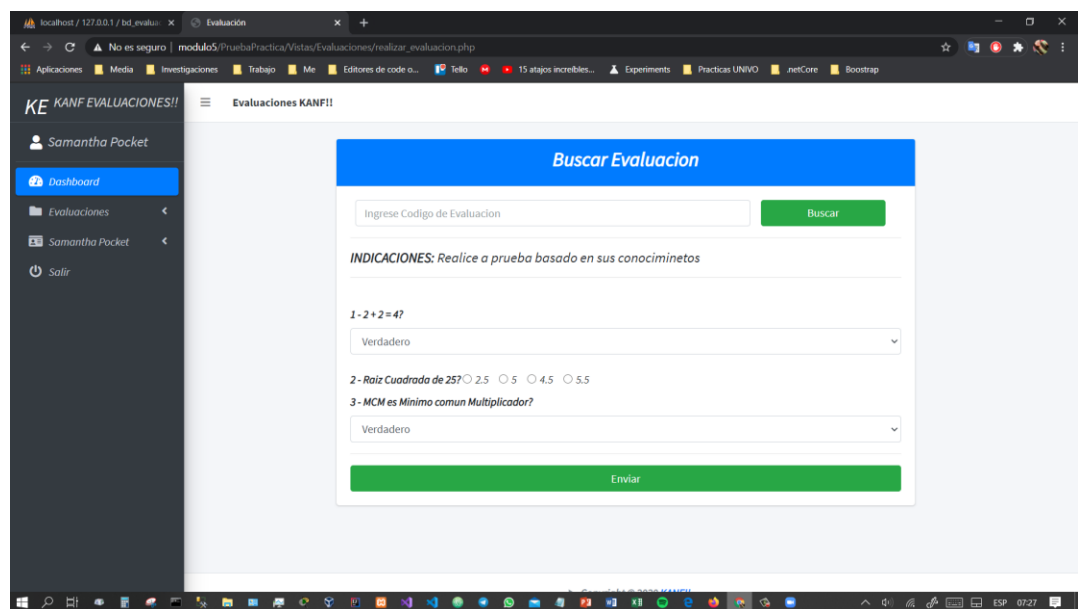 localhost / 127.0.0.1 / bd_evaluac
Evaluación
No es seguro | modulo5/PruebaPractica/Vistas/Evaluaciones/realizar_evaluacion.php
Aplicaciones Media Investigaciones Trabajo Me Editores de code o... Tello 15 atajos increíbles... Experiments Practicas UNIVO .netCore Boostrap
KE KANF EVALUACIONES!!
Evaluaciones KANF!!
Samantha Pocket
Dashboard
Evaluaciones
Samantha Pocket
Salir
Buscar Evaluacion
Ingrese Codigo de Evaluacion
Buscar
INDICACIONES: Realice a prueba basado en sus conociminetos
1 - 2 + 2 = 4?
Verdadero
2 - Raiz Cuadrada de 25? 2.5 5 4.5 5.5
3 - MCM es Minimo comun Multiplicador?
Verdadero
Enviar
ESP 07:27